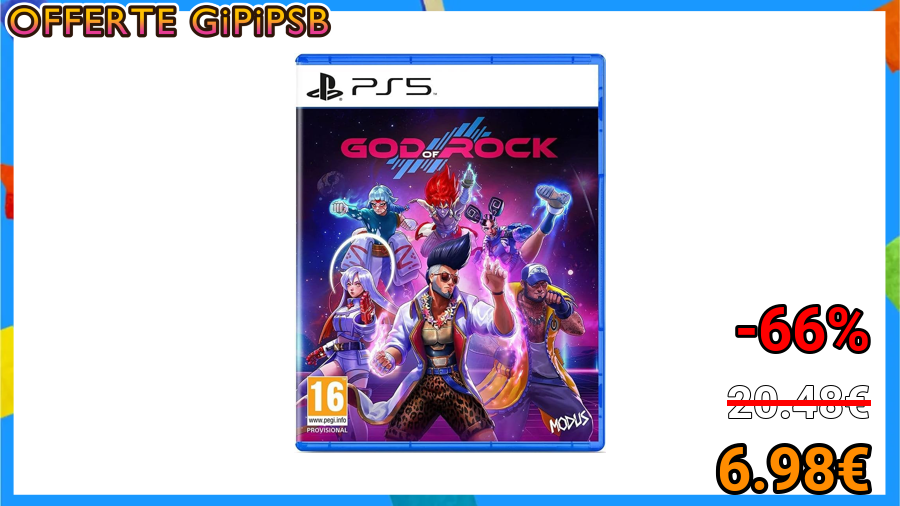 OFFERTE GiPiPSB
PS5
GOD OF ROCK
16
www.pegi.info
PROVISIONAL
MODUS
-66%
20.48€
6.98€